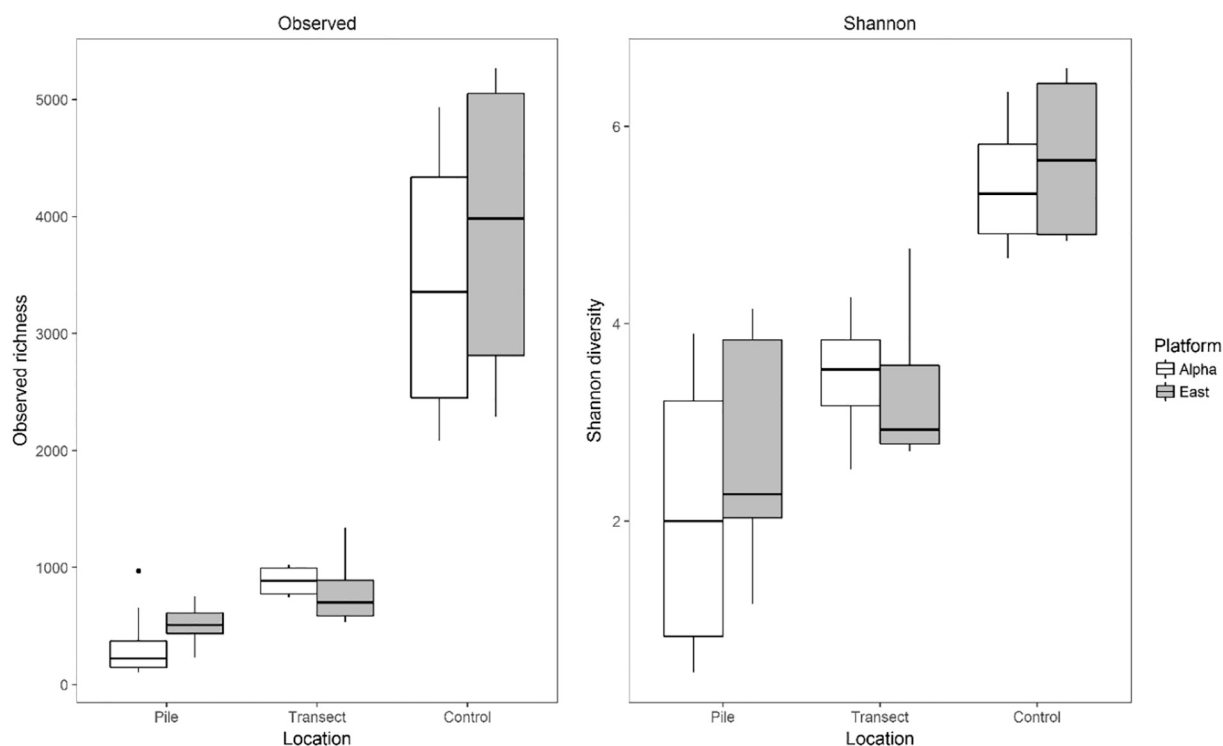 Observed
Shannon
Observed richness
5000
4000
3000
2000
1000
0
Pile
Transect
Control
Location
Shannon diversity
6
4
2
Pile
Transect
Control
Location
Platform
Alpha
East